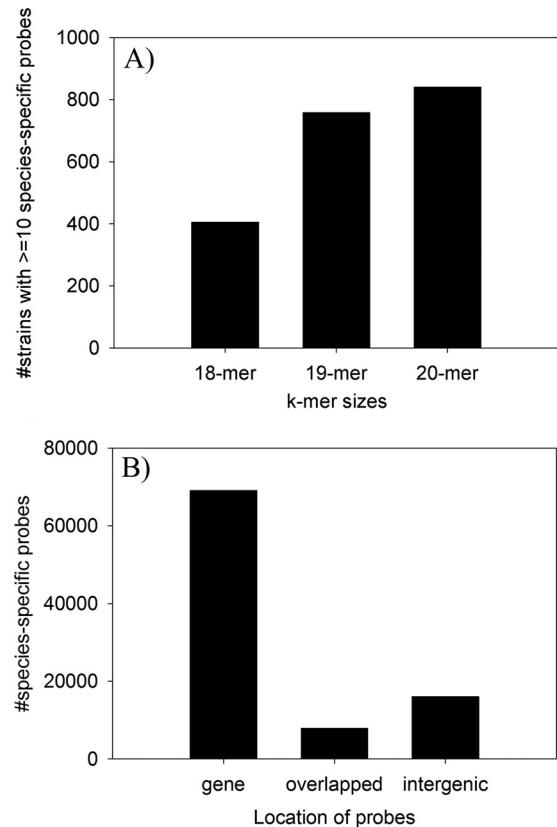 A)
#strains with >=10 species-specific probes
1000
800
600
400
200
0
18-mer 19-mer 20-mer
k-mer sizes
B)
#species-specific probes
80000
60000
40000
20000
0
gene overlapped intergenic
Location of probes